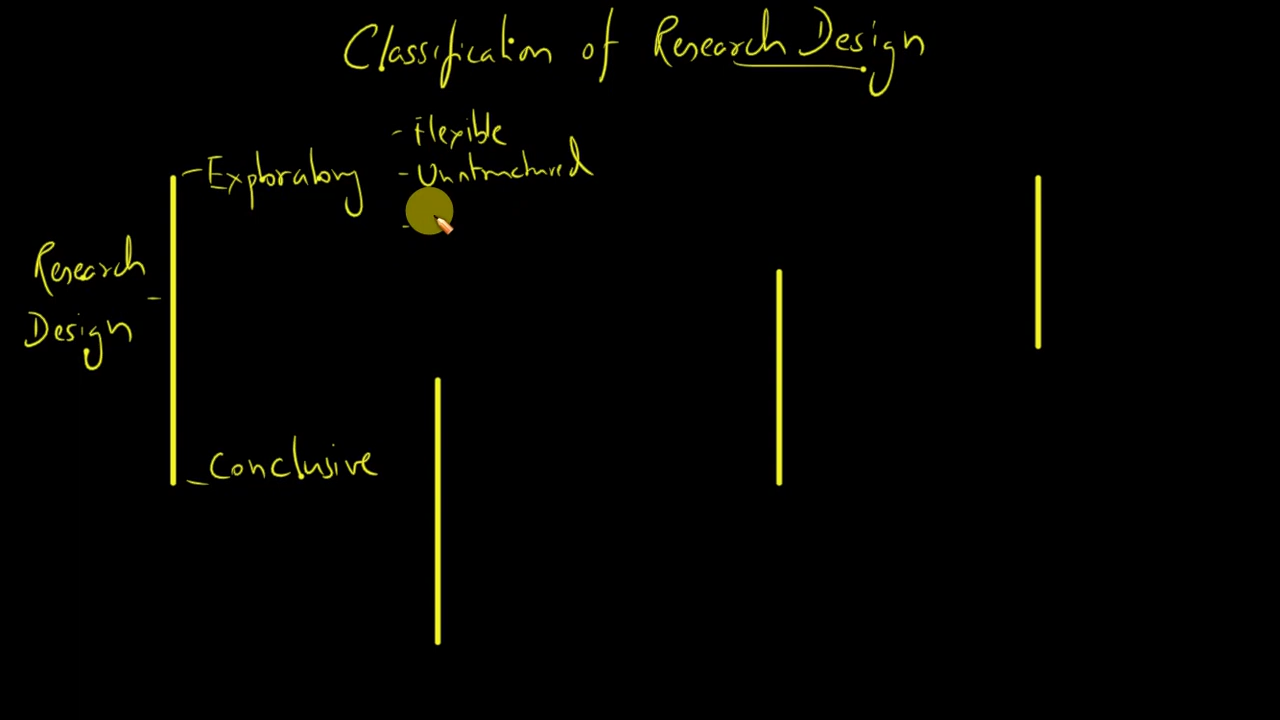 Classification of Research Design
- Flexible
- Exploratory
- Unstructured
-
Research
Design -
- Conclusive